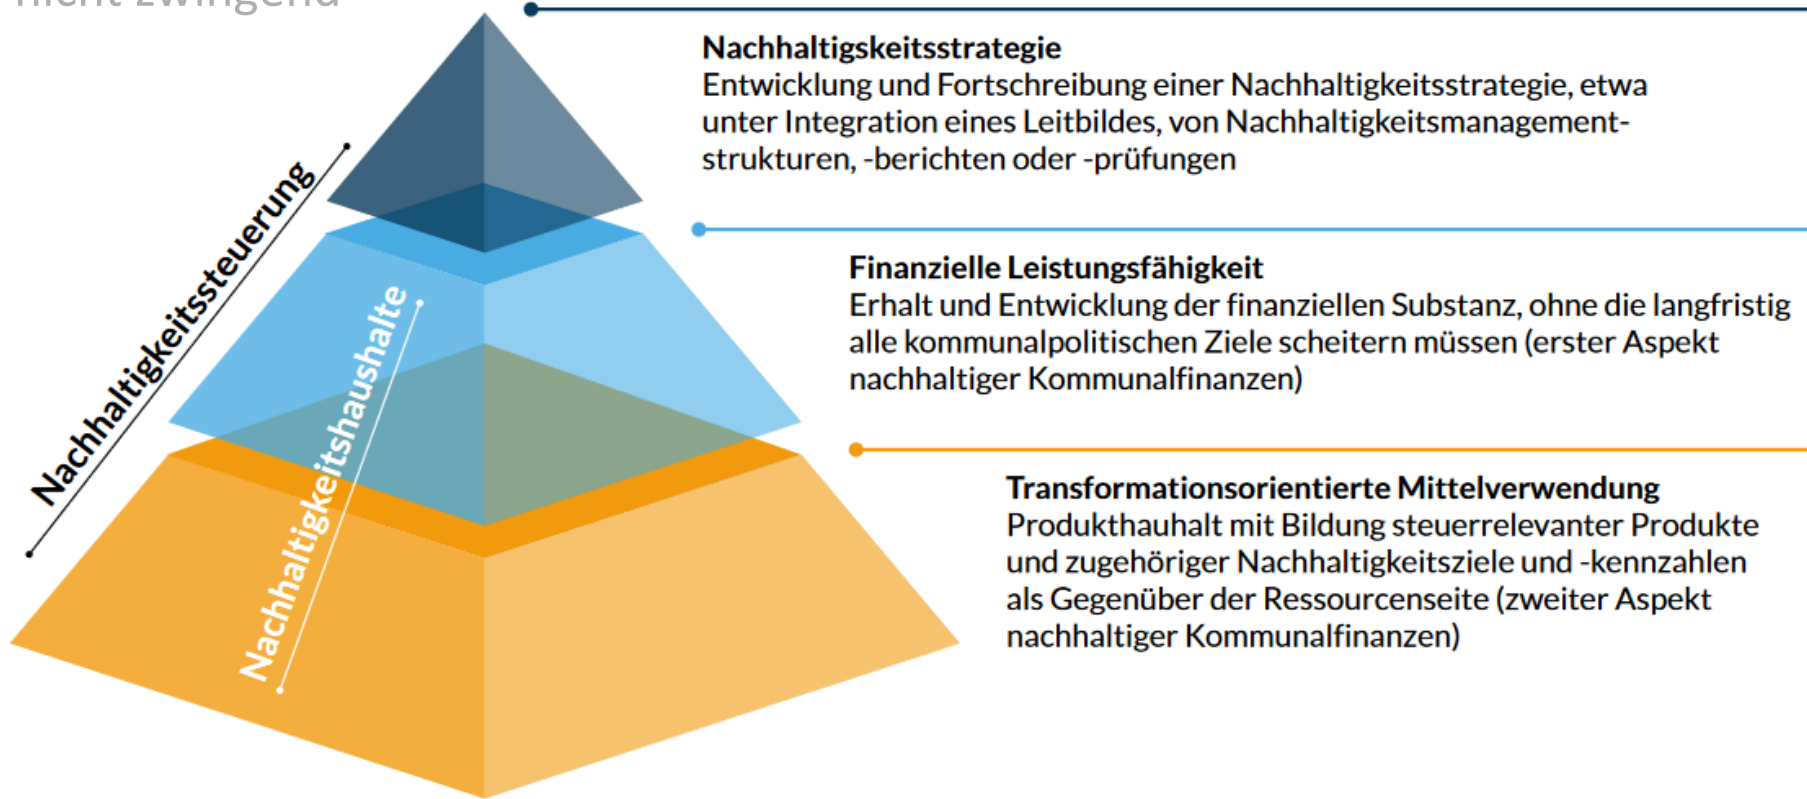 nicht zwingend
Nachhaltigskeitsstrategie
Entwicklung und Fortschreibung einer Nachhaltigkeitsstrategie, etwa
unter Integration eines Leitbildes, von Nachhaltigkeitsmanagement-
strukturen, -berichten oder -prüfungen
Nachhaltigkeitssteuerung
Finanzielle Leistungsfähigkeit
Erhalt und Entwicklung der finanziellen Substanz, ohne die langfristig
alle kommunalpolitischen Ziele scheitern müssen (erster Aspekt
nachhaltiger Kommunalfinanzen)
Nachhaltigkeitshaushalte
Transformationsorientierte Mittelverwendung
Produkthauhalt mit Bildung steuerrelevanter Produkte
und zugehöriger Nachhaltigkeitsziele und -kennzahlen
als Gegenüber der Ressourcenseite (zweiter Aspekt
nachhaltiger Kommunalfinanzen)